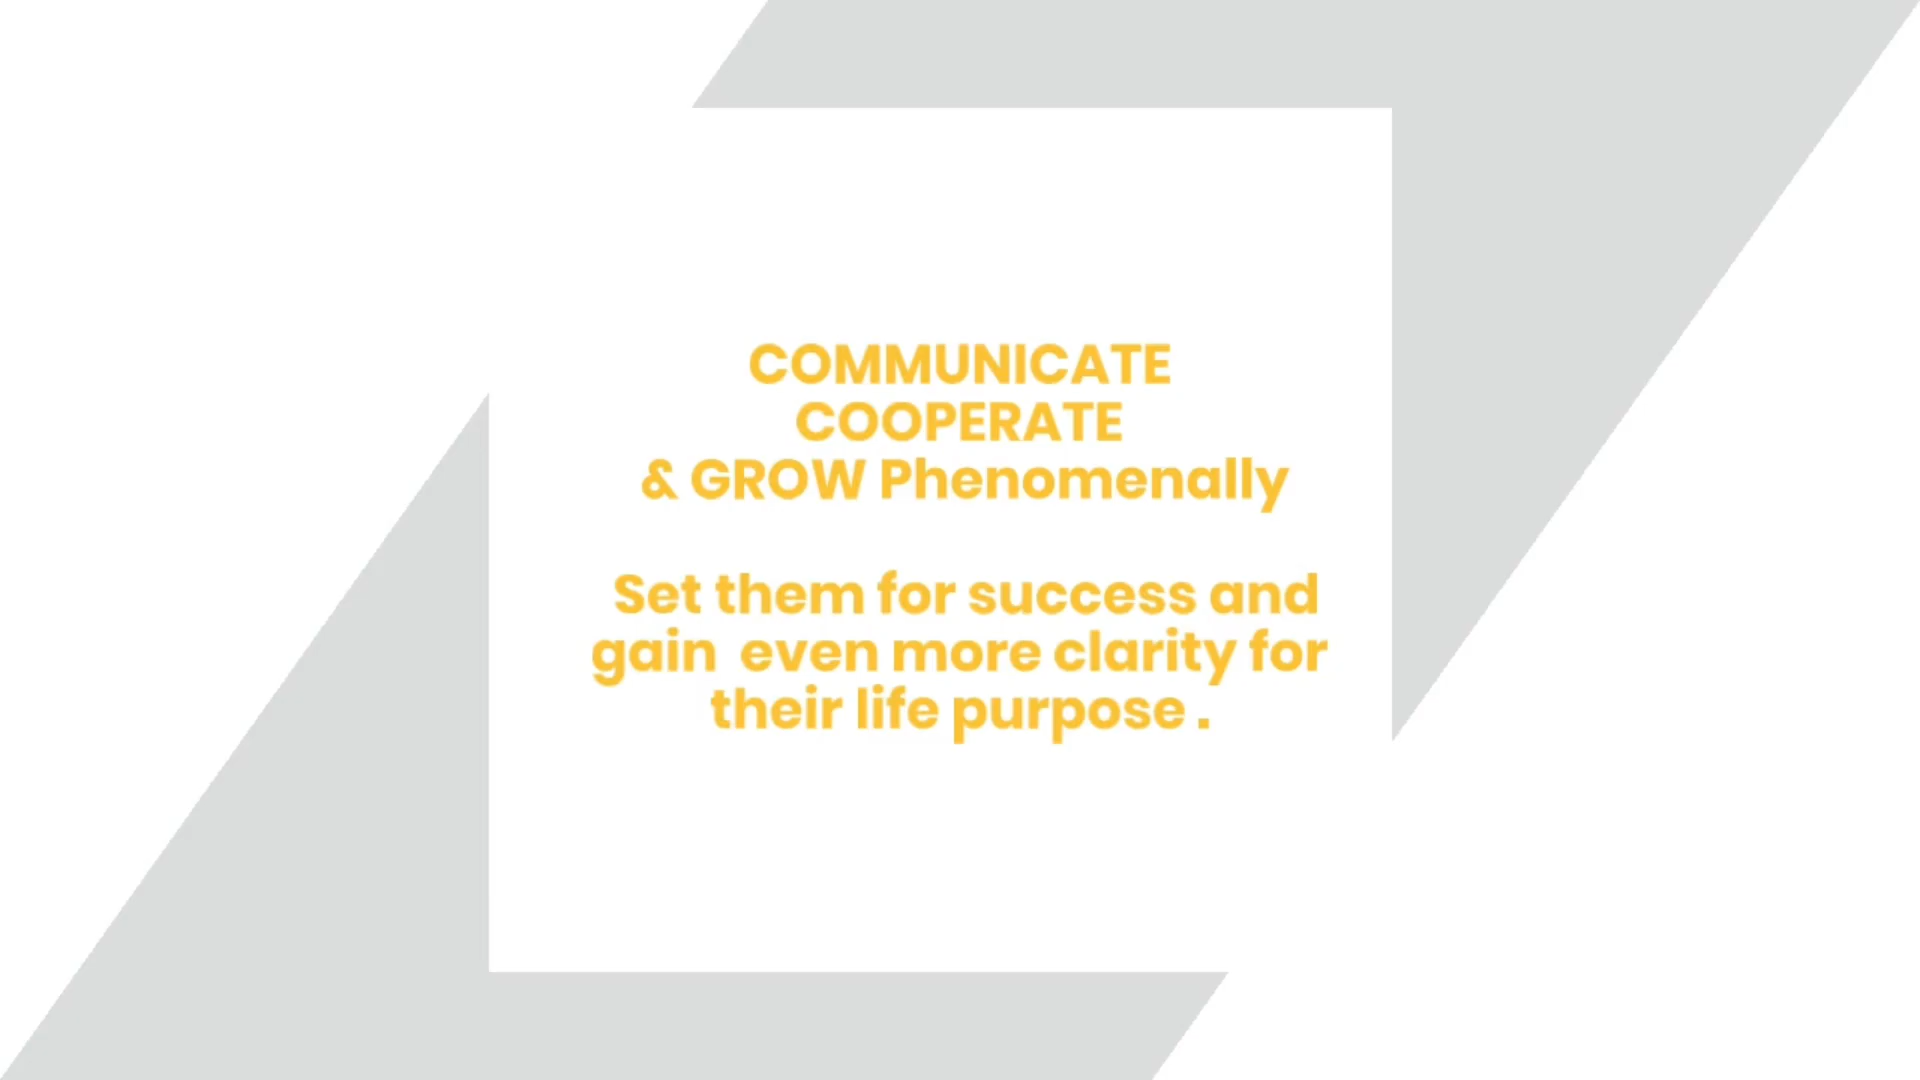 COMMUNICATE
COOPERATE
& GROW Phenomenally
Set them for success and
gain  even more clarity for
their life purpose .